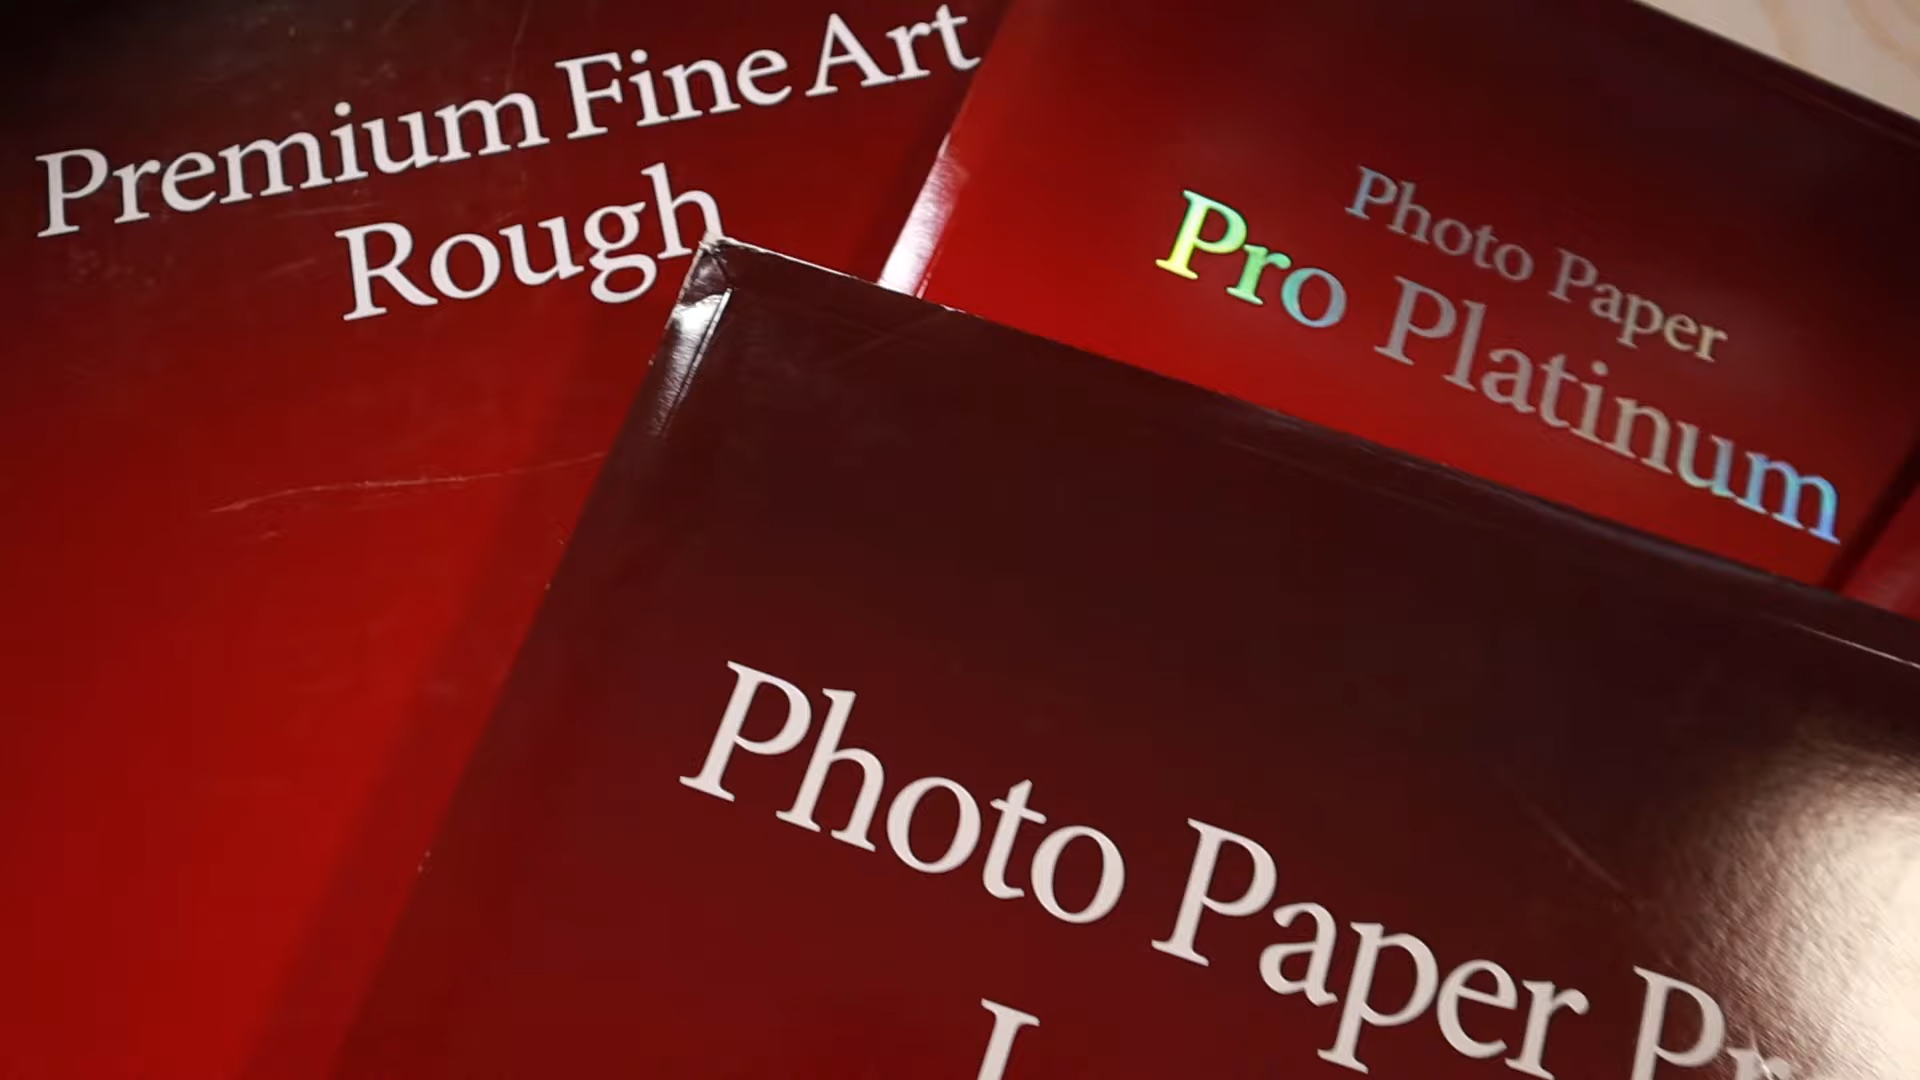 Premium Fine Art
Rough
Photo Paper
Pro Platinum
Photo Paper